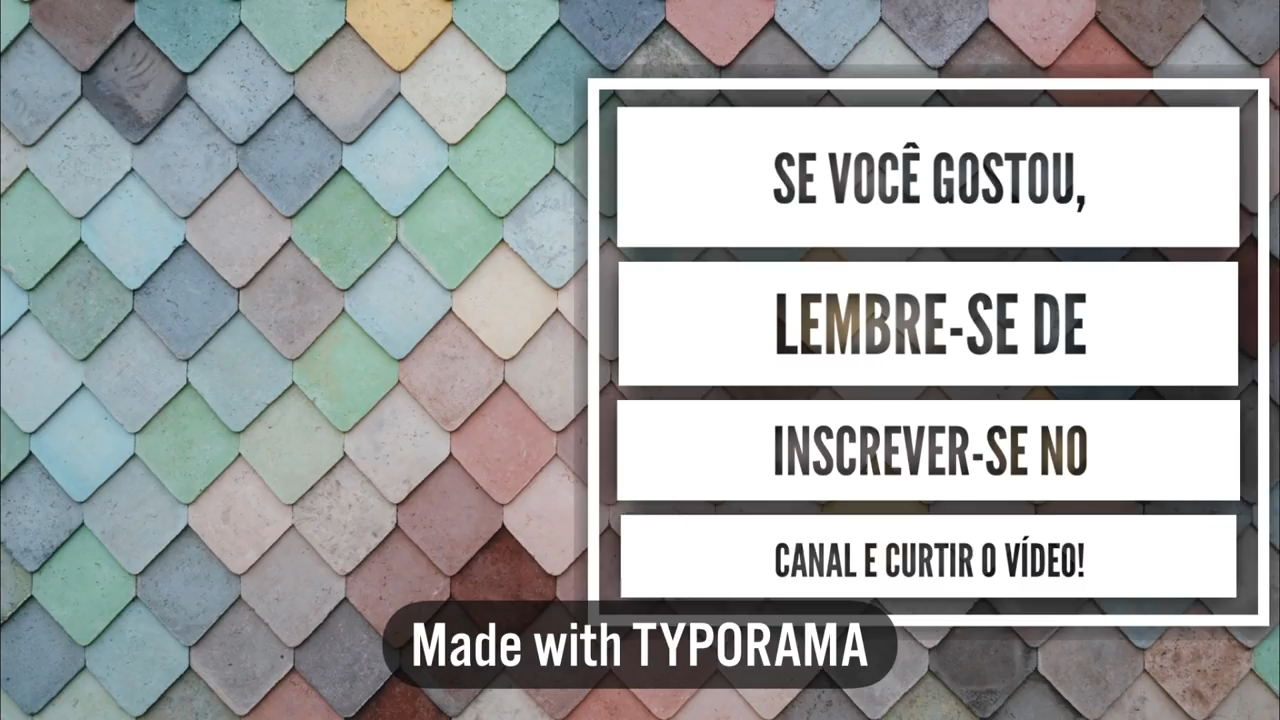 SE VOCÊ GOSTOU,
LEMBRE-SE DE
INSCREVER-SE NO
CANAL E CURTIR O VÍDEO!
Made with TYPORAMA